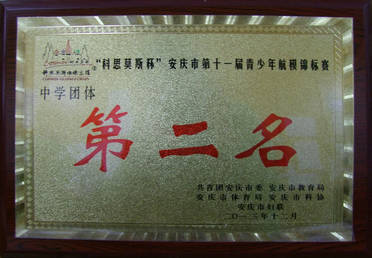 “科思莫斯杯”安庆市第十一届青少年航模锦标赛
中学团体
第二名
共青团安庆市委 安庆市教育局
安庆市体育局 安庆市科协
安庆市妇联
二〇一三年十二月